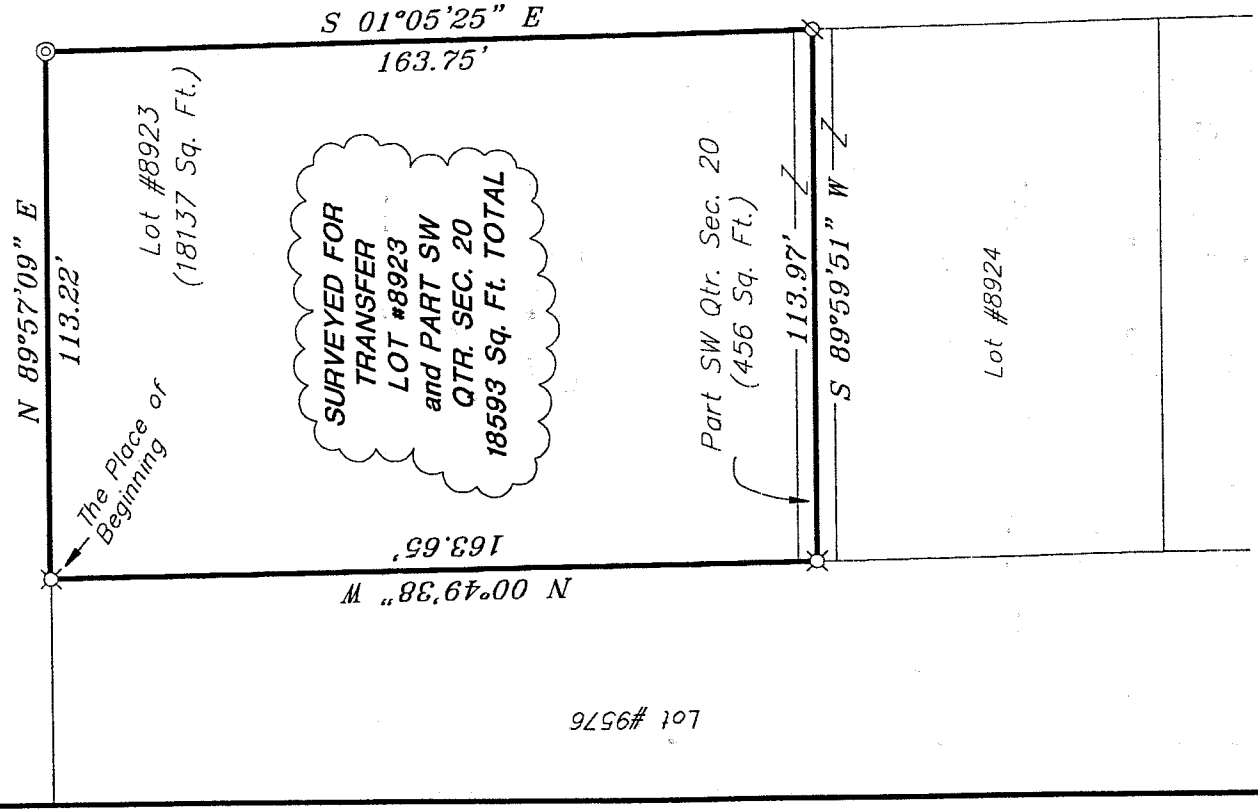 S 01°05'25" E
163.75'
N 89°57'09" E
113.22'
Lot #8923
(18137 Sq. Ft.)
The Place of
Beginning
SURVEYED FOR
TRANSFER
LOT #8923
and PART SW
QTR. SEC. 20
18593 Sq. Ft. TOTAL
Part SW Qtr. Sec. 20
(456 Sq. Ft.)
113.97'
S 89°59'51" W
Lot #8924
163.65'
N 00°49'38" W
Lot #9576